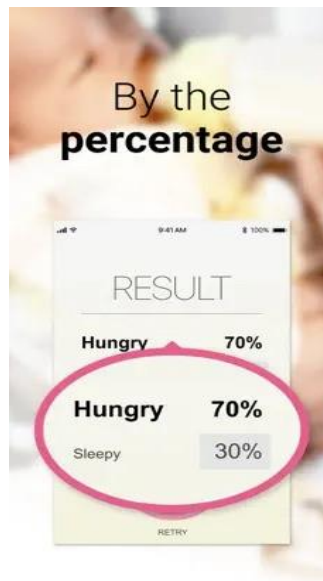 By the
percentage
9:41 AM 100%
RESULT
Hungry 70%
Hungry 70%
Sleepy 30%
RETRY